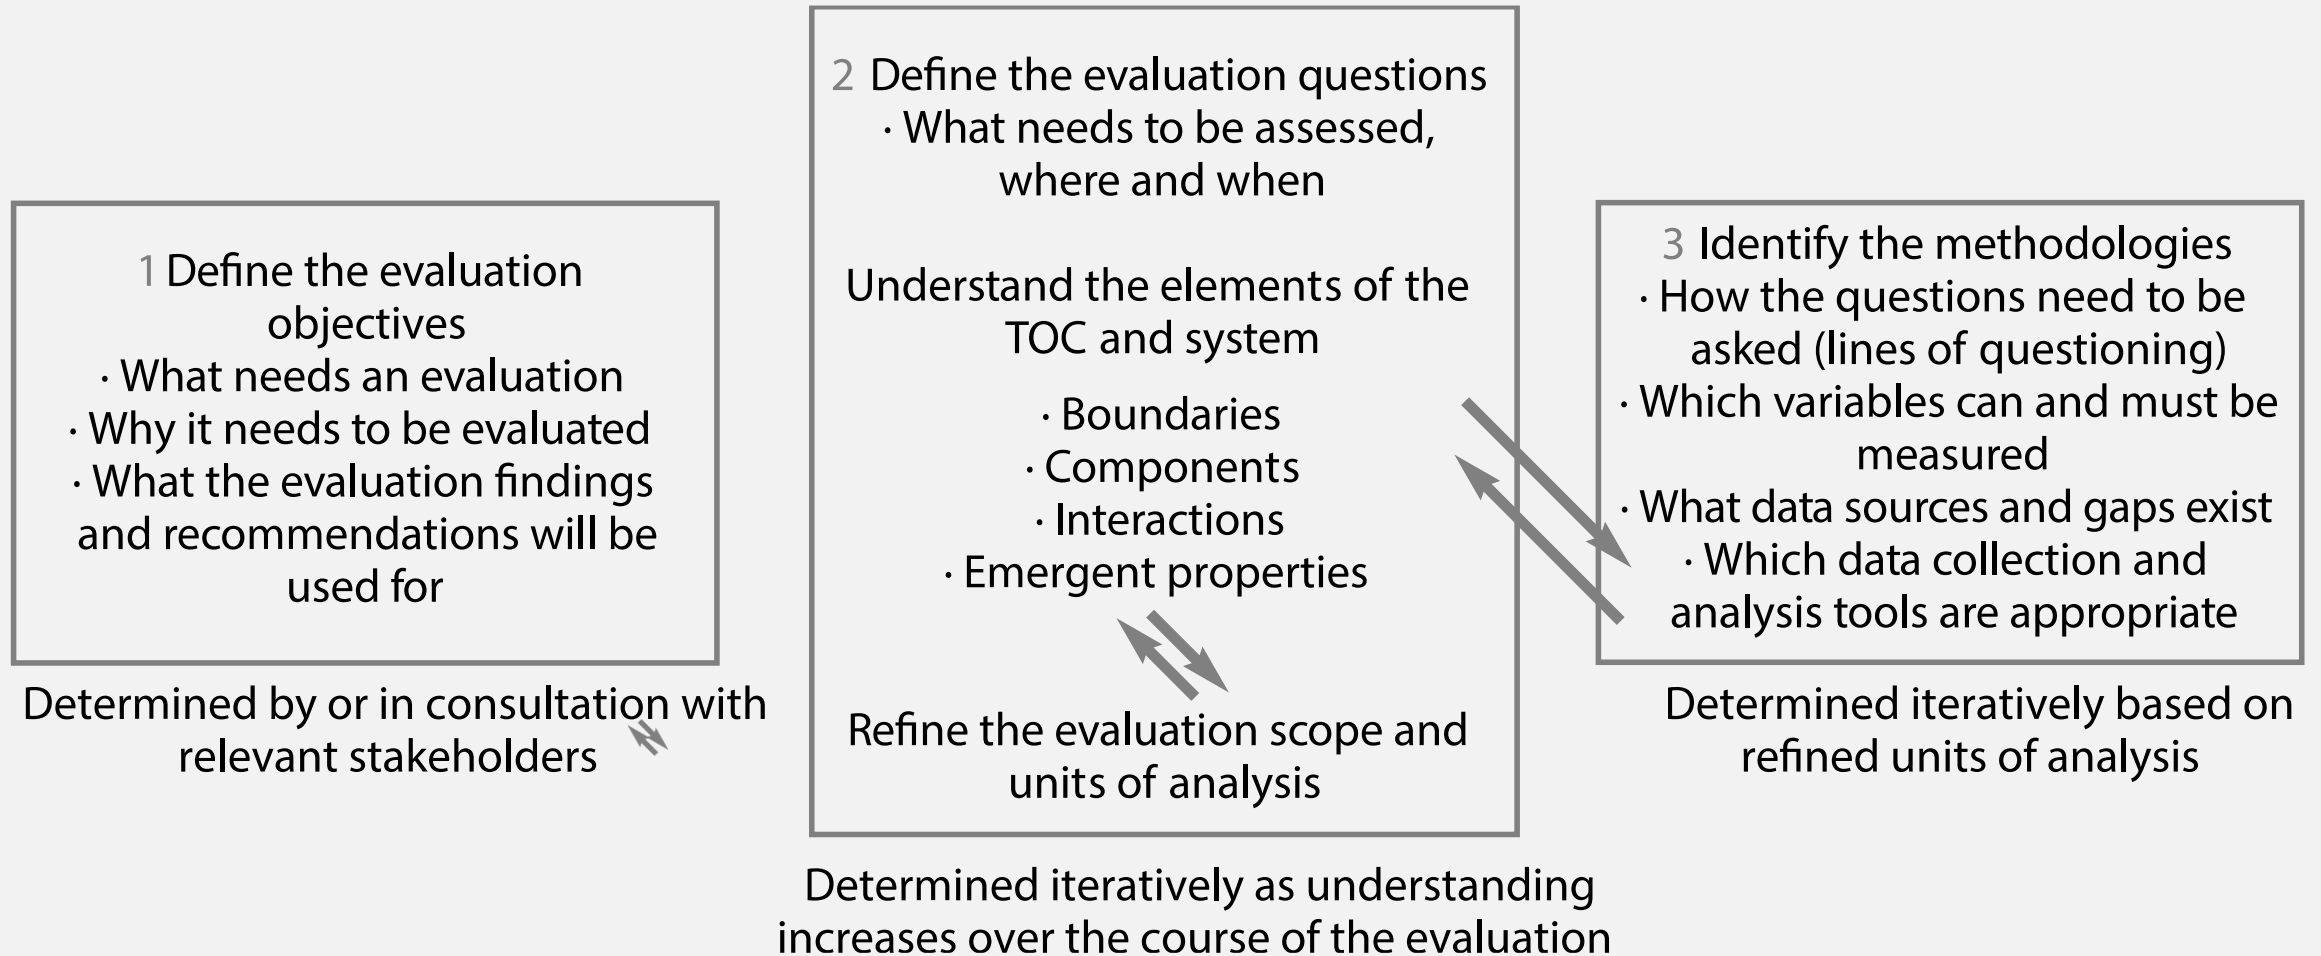 1 Define the evaluation
objectives
· What needs an evaluation
· Why it needs to be evaluated
· What the evaluation findings
and recommendations will be
used for
Determined by or in consultation with
relevant stakeholders
2 Define the evaluation questions
· What needs to be assessed,
where and when
Understand the elements of the
TOC and system
· Boundaries
· Components
· Interactions
· Emergent properties
Refine the evaluation scope and
units of analysis
Determined iteratively as understanding
increases over the course of the evaluation
3 Identify the methodologies
· How the questions need to be
asked (lines of questioning)
· Which variables can and must be
measured
· What data sources and gaps exist
· Which data collection and
analysis tools are appropriate
Determined iteratively based on
refined units of analysis